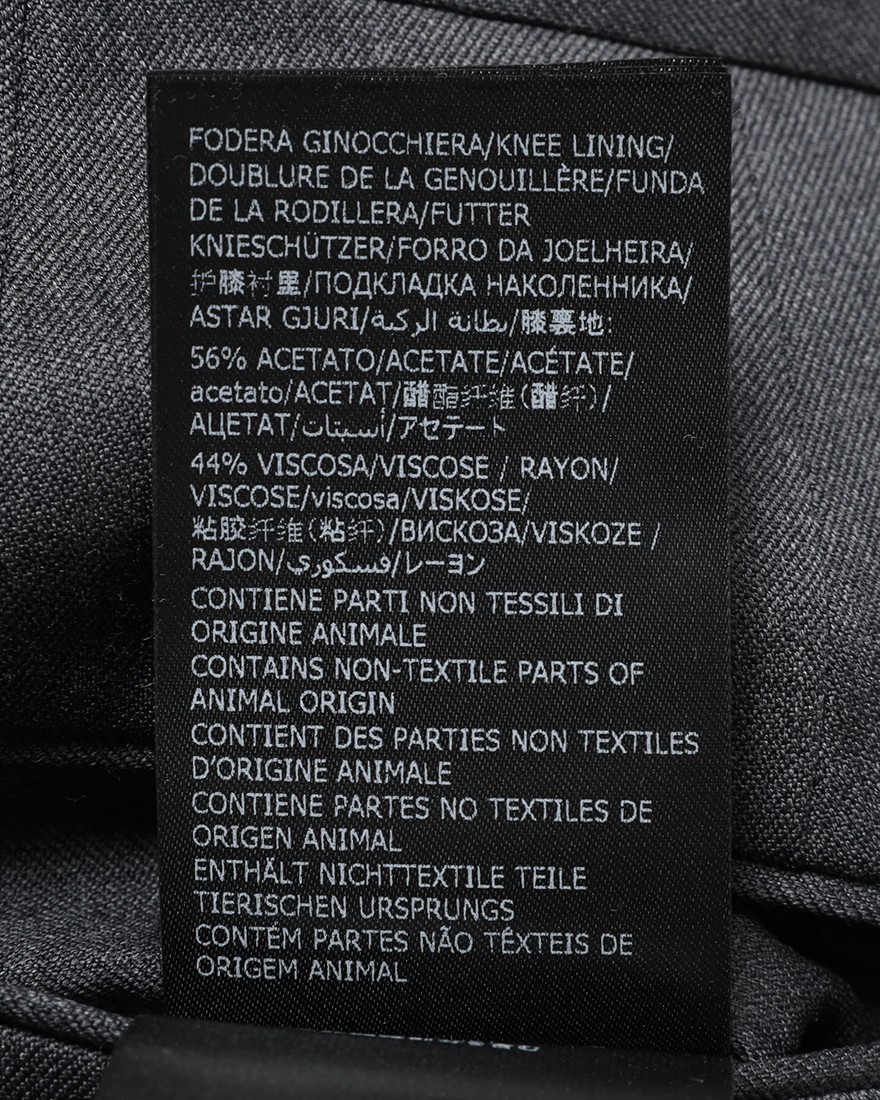 FODERA GINOCCHIERA/KNEE LINING/
DOUBLURE DE LA GENOUILLÈRE/FUNDA
DE LA RODILLERA/FUTTER
KNIESCHÜTZER/FORRO DA JOELHEIRA/
护膝衬里/ПОДКЛАДКА НАКОЛЕННИКА/
ASTAR GJURI/بطانة الركبة/膝裏地:
56% ACETATO/ACETATE/ACÉTATE/
acetato/ACETAT/醋酯纤维(醋纤)/
АЦЕТАТ/أسيتات/アセテート
44% VISCOSA/VISCOSE / RAYON/
VISCOSE/viscosa/VISKOSE/
粘胶纤维(粘纤)/ВИСКОЗА/VISKOZE /
RAJON/فسكوري/レーヨン
CONTIENE PARTI NON TESSILI DI
ORIGINE ANIMALE
CONTAINS NON-TEXTILE PARTS OF
ANIMAL ORIGIN
CONTIENT DES PARTIES NON TEXTILES
D'ORIGINE ANIMALE
CONTIENE PARTES NO TEXTILES DE
ORIGEN ANIMAL
ENTHÄLT NICHTTEXTILE TEILE
TIERISCHEN URSPRUNGS
CONTÉM PARTES NÃO TÊXTEIS DE
ORIGEM ANIMAL